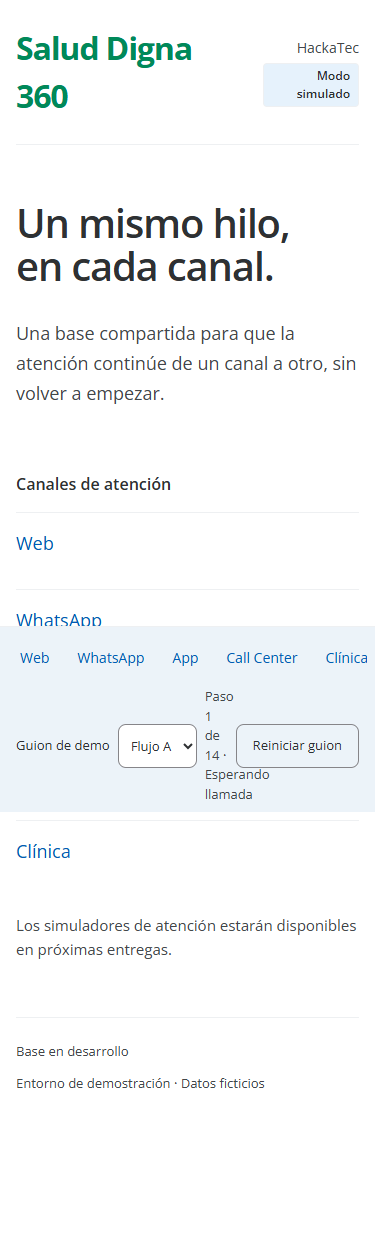 Salud Digna
360
HackaTec
Modo
simulado
Un mismo hilo,
en cada canal.
Una base compartida para que la
atención continúe de un canal a otro, sin
volver a empezar.
Canales de atención
Web
WhatsApp
Web WhatsApp App Call Center Clínica
Guion de demo
Flujo A
Paso
1
de
14 ·
Esperando
llamada
Reiniciar guion
Clínica
Los simuladores de atención estarán disponibles
en próximas entregas.
Base en desarrollo
Entorno de demostración · Datos ficticios